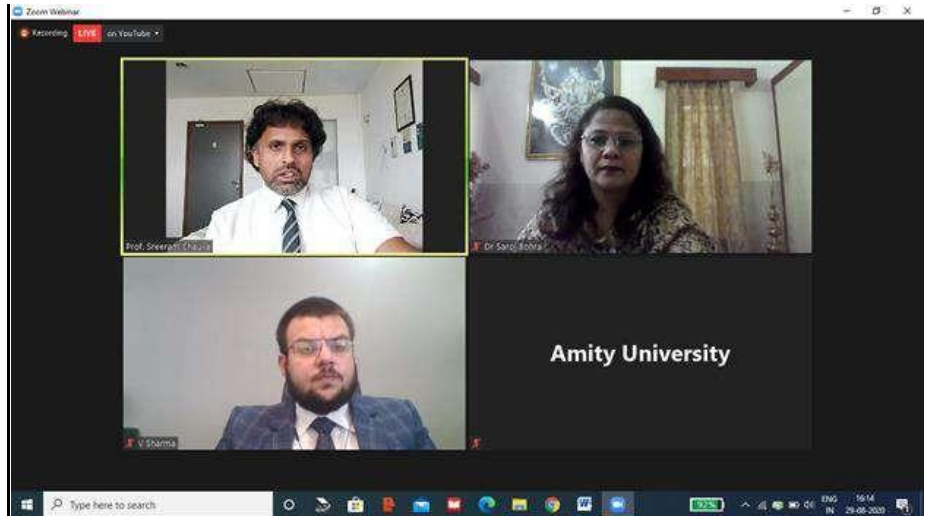 Zoom Webinar
Recording LIVE on YouTube
Prof. Sreeram Chaulia
Dr Saroj Bohra
V Sharma
Amity University
Type here to search
92%
ENG 16:14
IN 29-08-2020